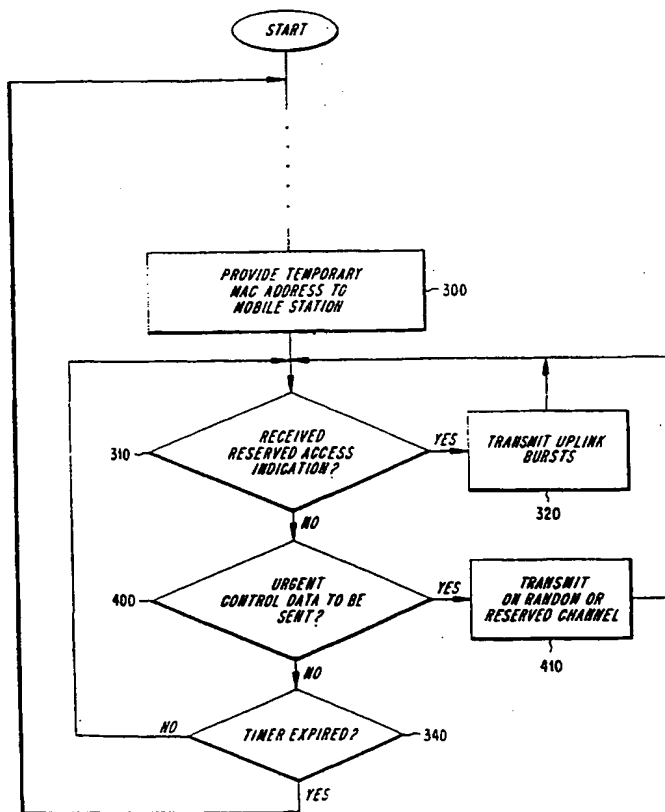 START
PROVIDE TEMPORARY
MAC ADDRESS TO
MOBILE STATION
300
310
RECEIVED
RESERVED ACCESS
INDICATION?
YES
TRANSMIT UPLINK
BURSTS
320
NO
400
URGENT
CONTROL DATA TO BE
SENT?
YES
TRANSMIT
ON RANDOM OR
RESERVED CHANNEL
410
NO
NO
TIMER EXPIRED?
340
YES